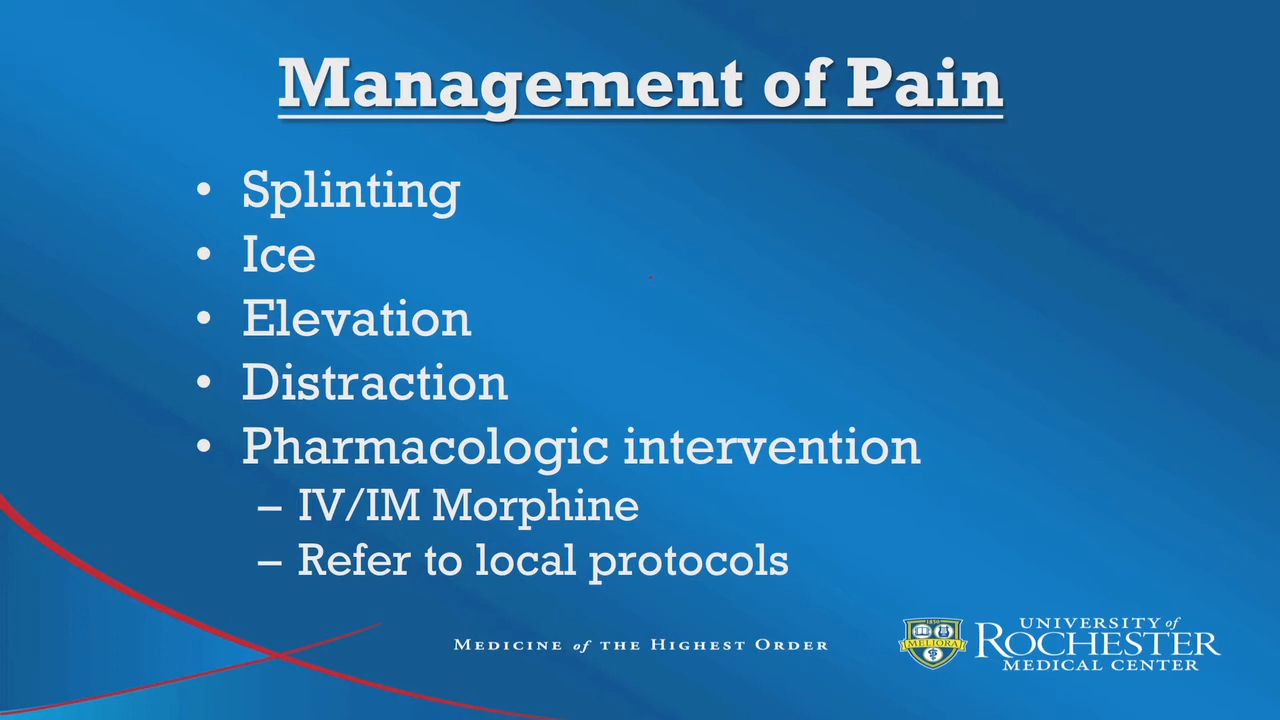 Management of Pain
• Splinting
• Ice
• Elevation
• Distraction
• Pharmacologic intervention
– IV/IM Morphine
– Refer to local protocols
MEDICINE of THE HIGHEST ORDER
1850
MELIORA
UNIVERSITY of
ROCHESTER
MEDICAL CENTER